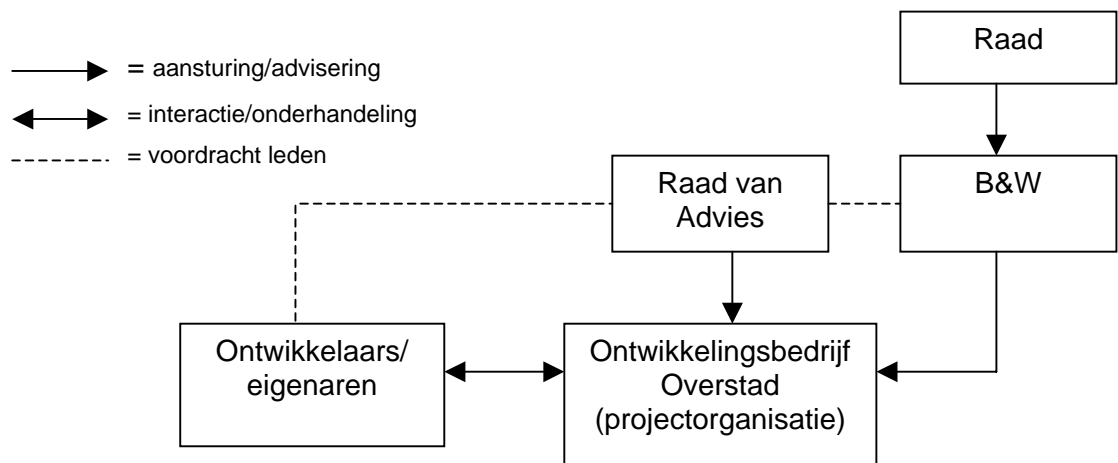 Raad
= aansturing/advisering
= interactie/onderhandeling
= voordracht leden
B&W
Raad van
Advies
Ontwikkelaars/
eigenaren
Ontwikkelingsbedrijf
Overstad
(projectorganisatie)